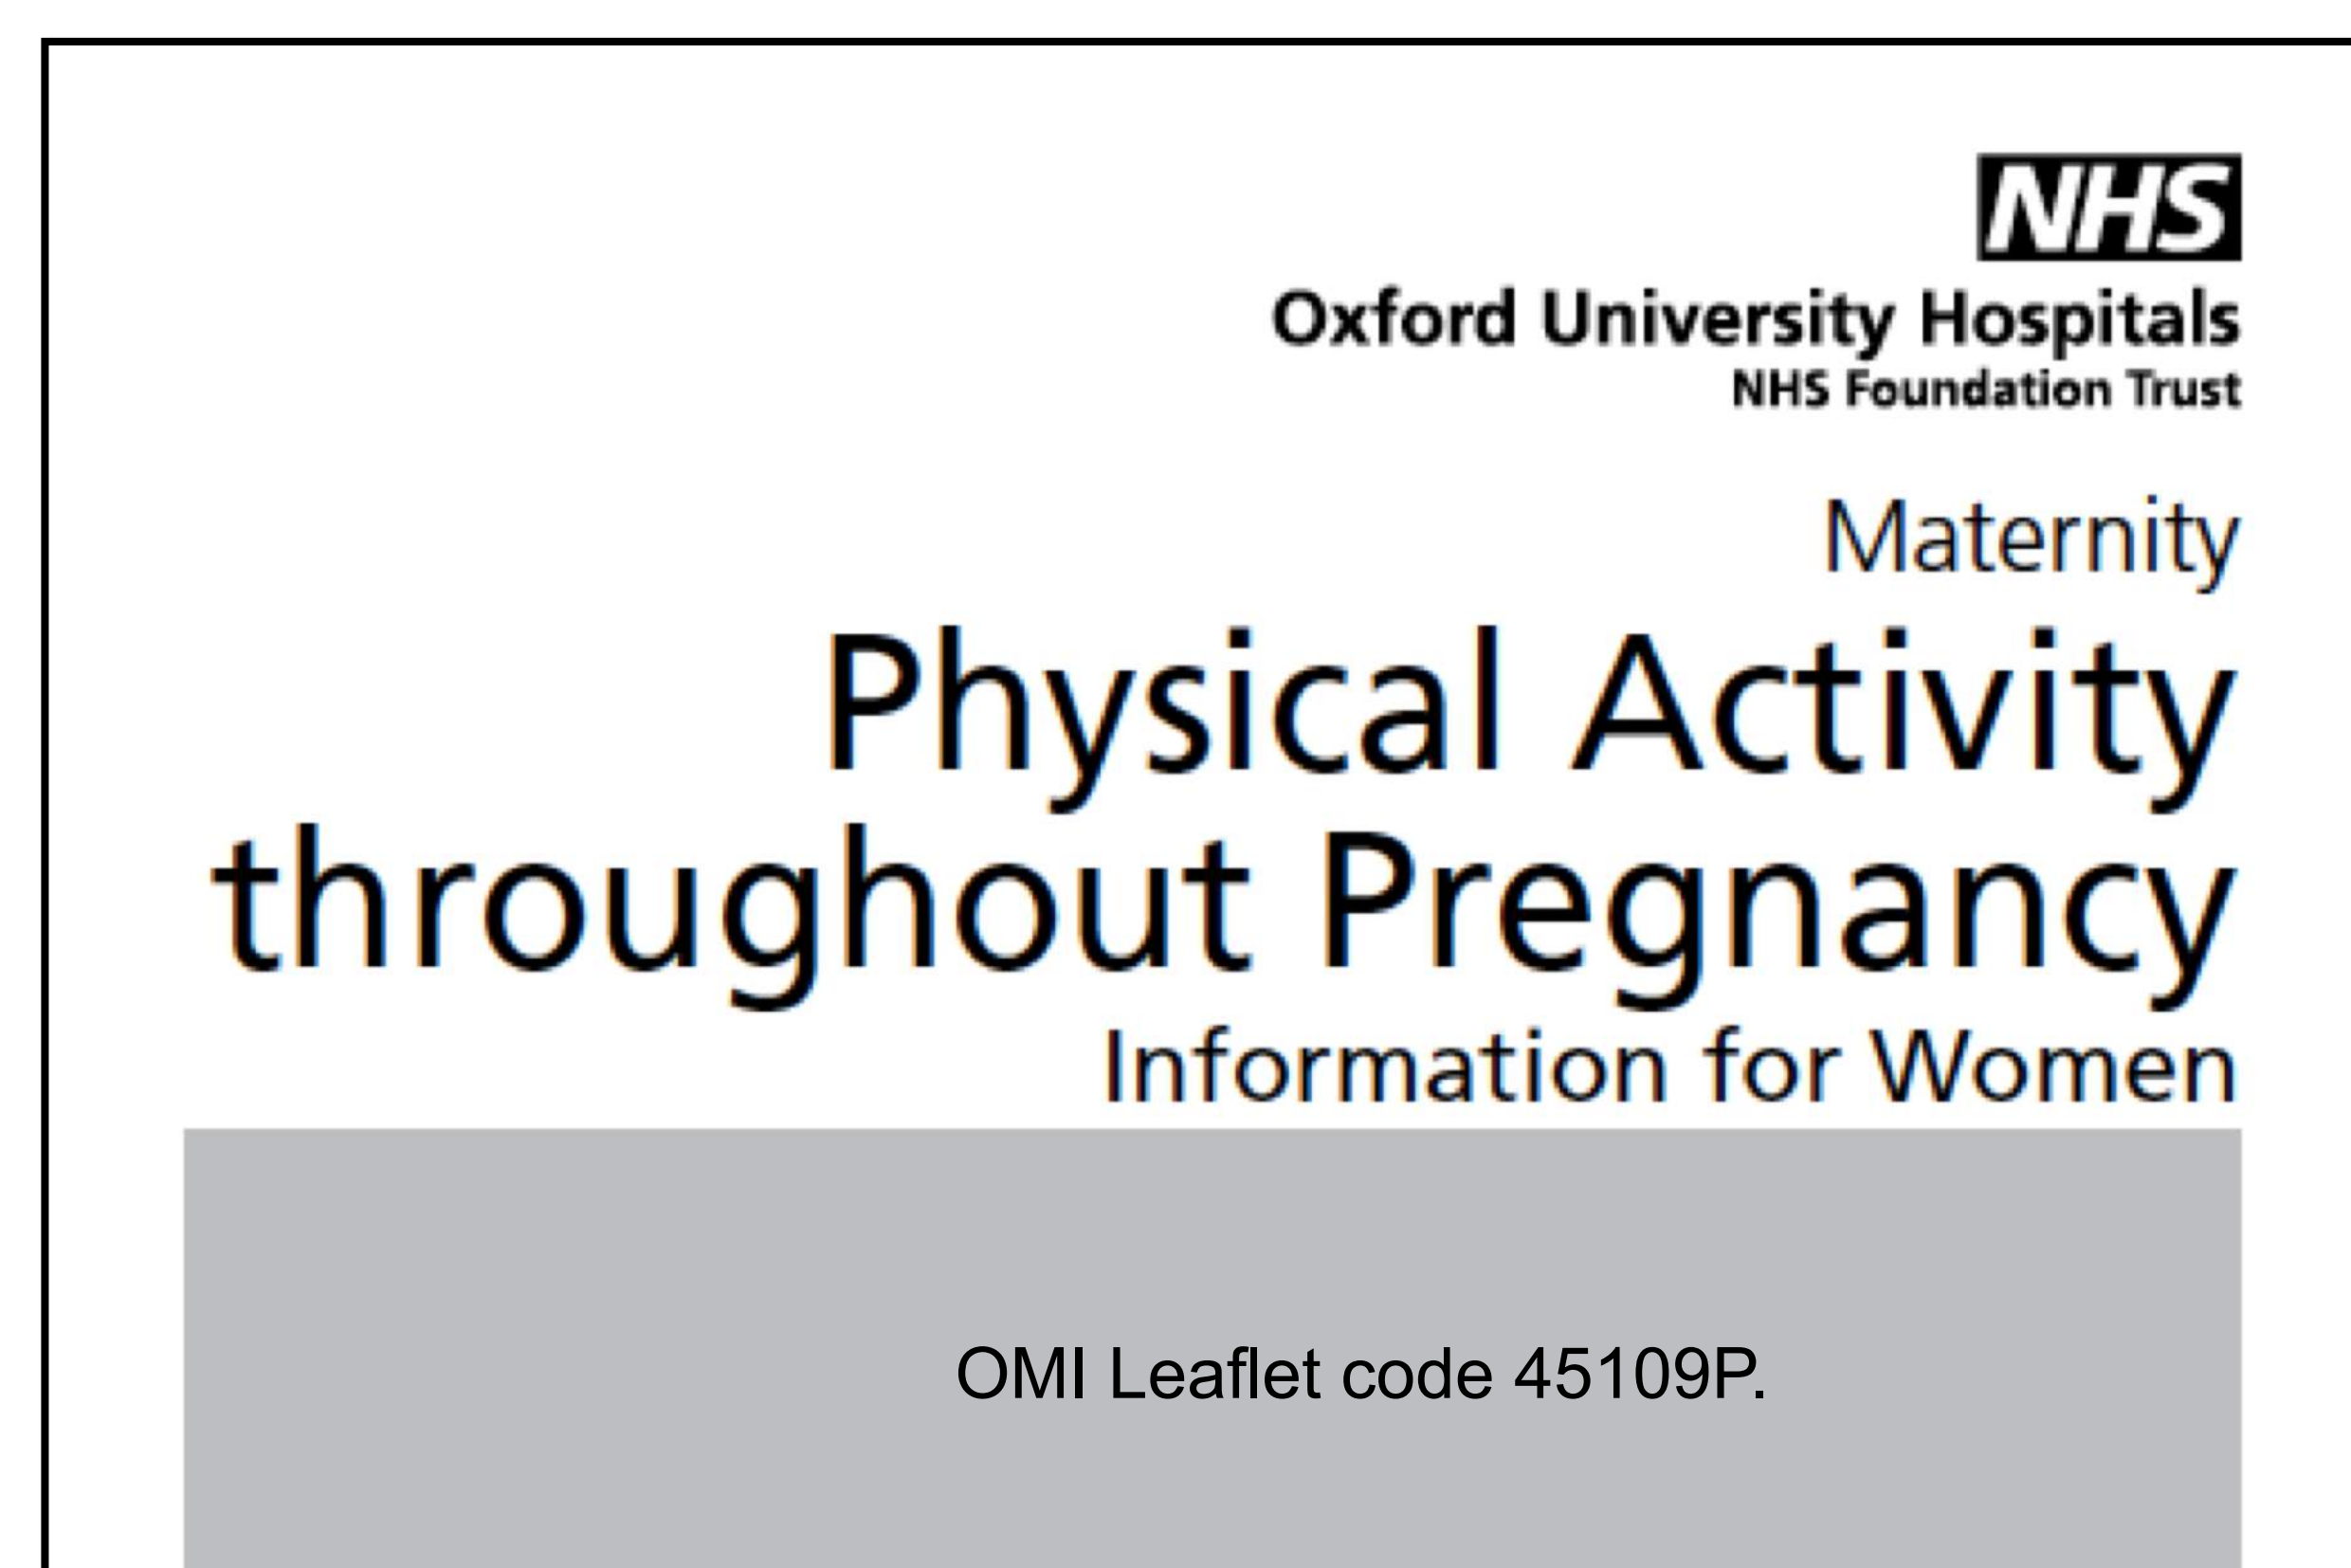 NHS
Oxford University Hospitals
NHS Foundation Trust
Maternity
Physical Activity
throughout Pregnancy
Information for Women
OMI Leaflet code 45109P.